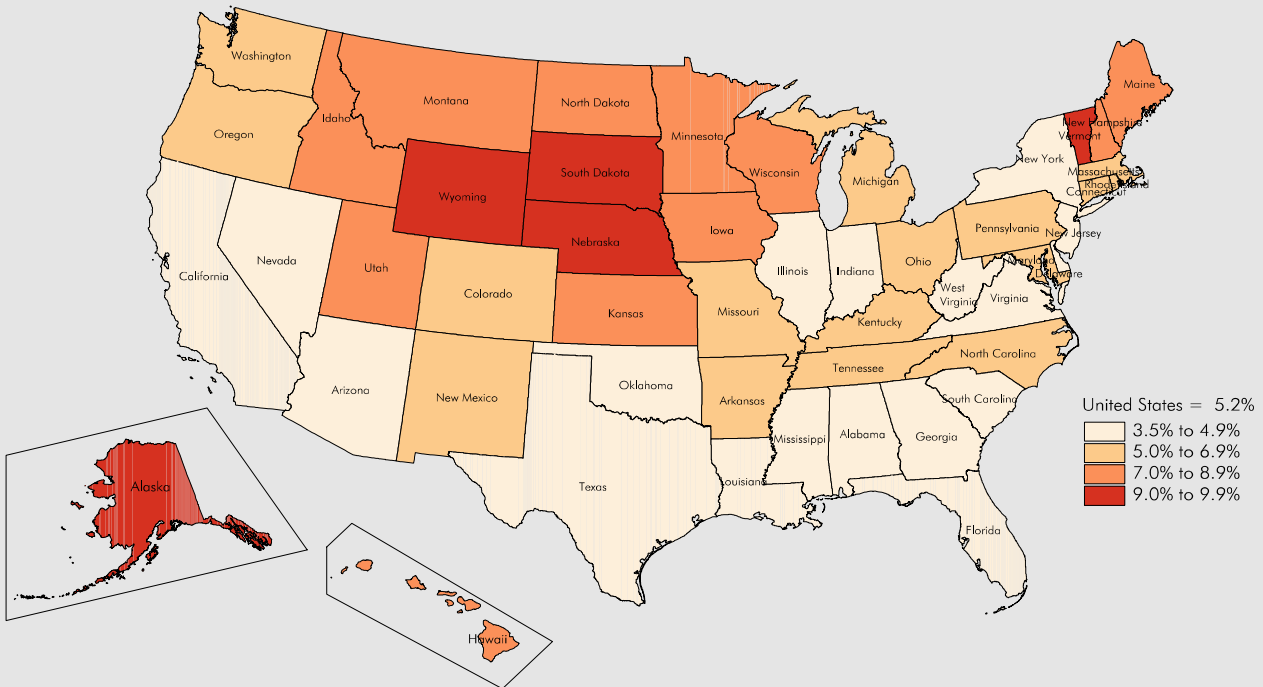 Washington
Oregon
California
Nevada
Idaho
Montana
Wyoming
Utah
Arizona
Colorado
New Mexico
North Dakota
South Dakota
Nebraska
Kansas
Oklahoma
Texas
Minnesota
Iowa
Missouri
Arkansas
Louisiana
Wisconsin
Illinois
Michigan
Indiana
Ohio
Kentucky
Tennessee
Mississippi
Alabama
Georgia
Florida
South Carolina
North Carolina
Virginia
West
Virginia
Pennsylvania
New York
New Jersey
Maryland
Delaware
Connecticut
Rhode Island
Massachusetts
Vermont
New Hampshire
Maine
Alaska
Hawaii
United States = 5.2%
3.5% to 4.9%
5.0% to 6.9%
7.0% to 8.9%
9.0% to 9.9%